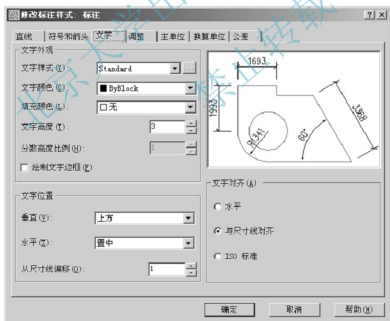 修改标注样式: 标注
直线 符号和箭头 文字 调整 主单位 换算单位 公差
文字外观
文字样式(Y): Standard ...
文字颜色(C): ByBlock
填充颜色(L): 无
文字高度(T): 3
分数高度比例(H):
绘制文字边框(F)
1693
1993
3368
R(341
60°
文字位置
垂直(V): 上方
水平(Z): 置中
从尺寸线偏移(O): 1
文字对齐(A)
水平
与尺寸线对齐
ISO 标准
确定 取消 帮助(H)